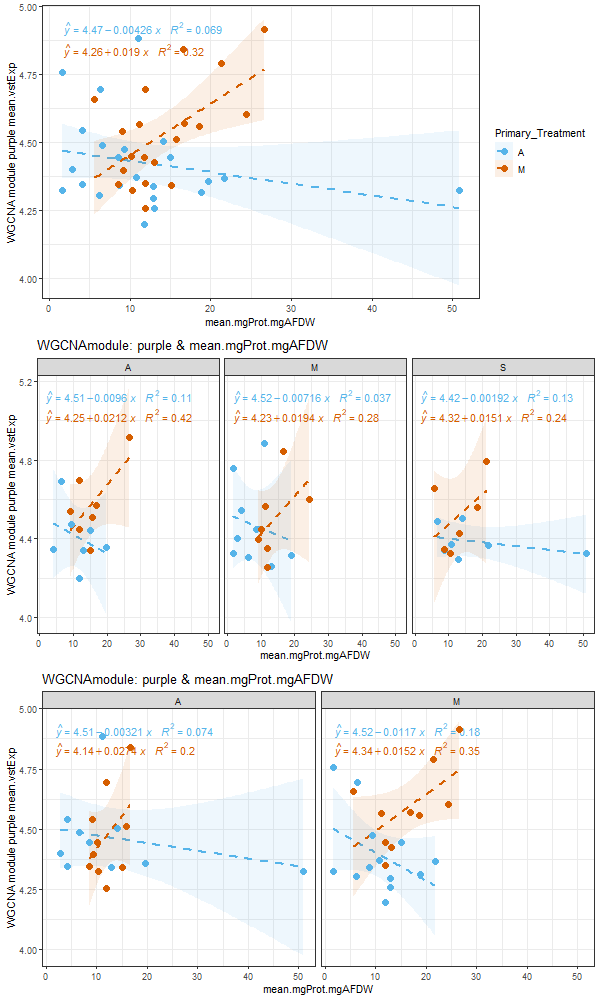 5.00
ŷ = 4.47 − 0.00426 x R² = 0.069
ŷ = 4.26 + 0.019 x R² = 0.32
4.75
4.50
4.25
4.00
WGCNA module purple mean.vstExp
0 10 20 30 40 50
mean.mgProt.mgAFDW
Primary_Treatment
A
M
WGCNAmodule: purple & mean.mgProt.mgAFDW
A M S
5.2
ŷ = 4.51 − 0.0096 x R² = 0.11
ŷ = 4.25 + 0.0212 x R² = 0.42
ŷ = 4.52 − 0.00716 x R² = 0.037
ŷ = 4.23 + 0.0194 x R² = 0.28
ŷ = 4.42 − 0.00192 x R² = 0.13
ŷ = 4.32 + 0.0151 x R² = 0.24
4.8
4.4
4.0
WGCNA module purple mean.vstExp
0 10 20 30 40 50 0 10 20 30 40 50 0 10 20 30 40 50
mean.mgProt.mgAFDW
WGCNAmodule: purple & mean.mgProt.mgAFDW
A M
5.00
ŷ = 4.51 − 0.00321 x R² = 0.074
ŷ = 4.14 + 0.0274 x R² = 0.2
ŷ = 4.52 − 0.0117 x R² = 0.18
ŷ = 4.34 + 0.0152 x R² = 0.35
4.75
4.50
4.25
4.00
WGCNA module purple mean.vstExp
0 10 20 30 40 50 0 10 20 30 40 50
mean.mgProt.mgAFDW